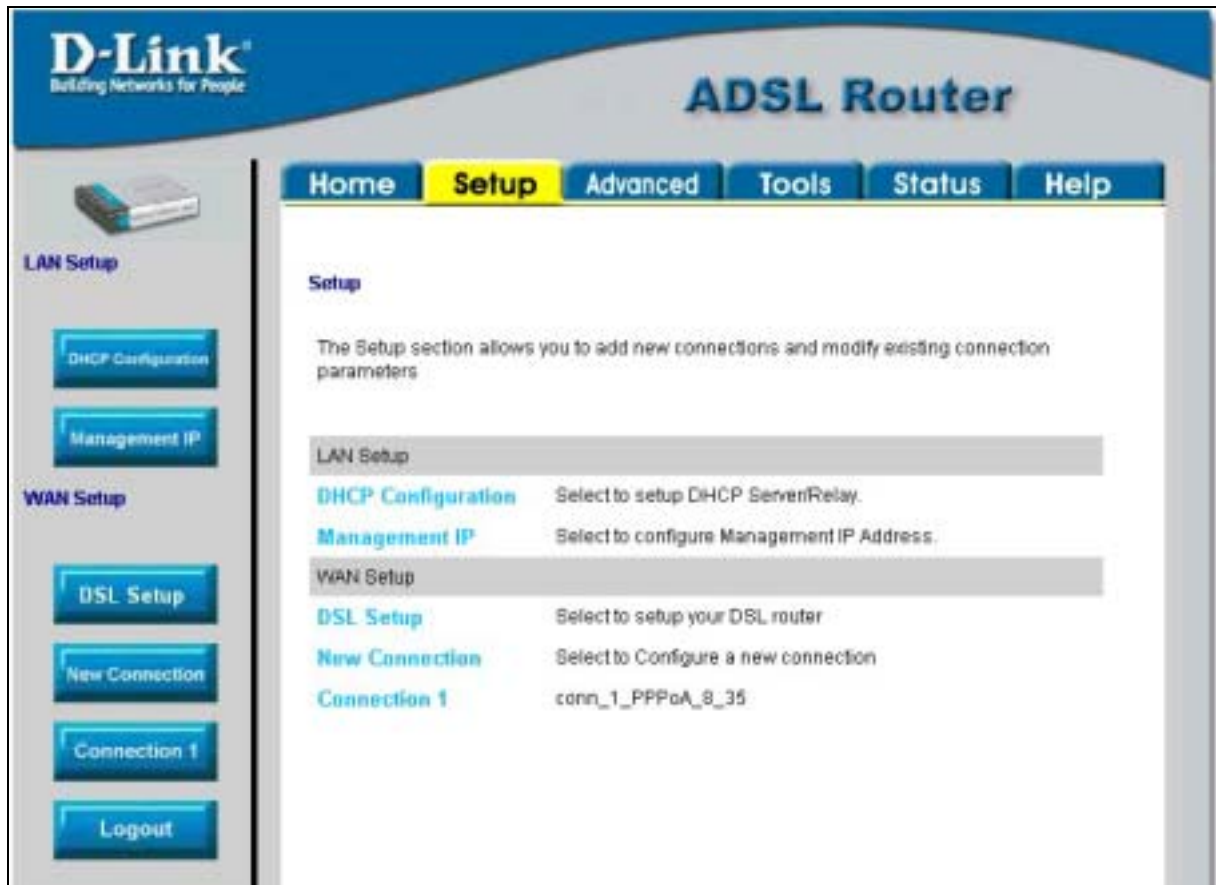 D-Link
Building Networks for People
ADSL Router
Home Setup Advanced Tools Status Help
LAN Setup
DHCP Configuration
Management IP
WAN Setup
DSL Setup
New Connection
Connection 1
Logout
Setup
The Setup section allows you to add new connections and modify existing connection
parameters
LAN Setup
DHCP Configuration Select to setup DHCP Server/Relay.
Management IP Select to configure Management IP Address.
WAN Setup
DSL Setup Select to setup your DSL router
New Connection Select to Configure a new connection
Connection 1 conn_1_PPPoA_8_35